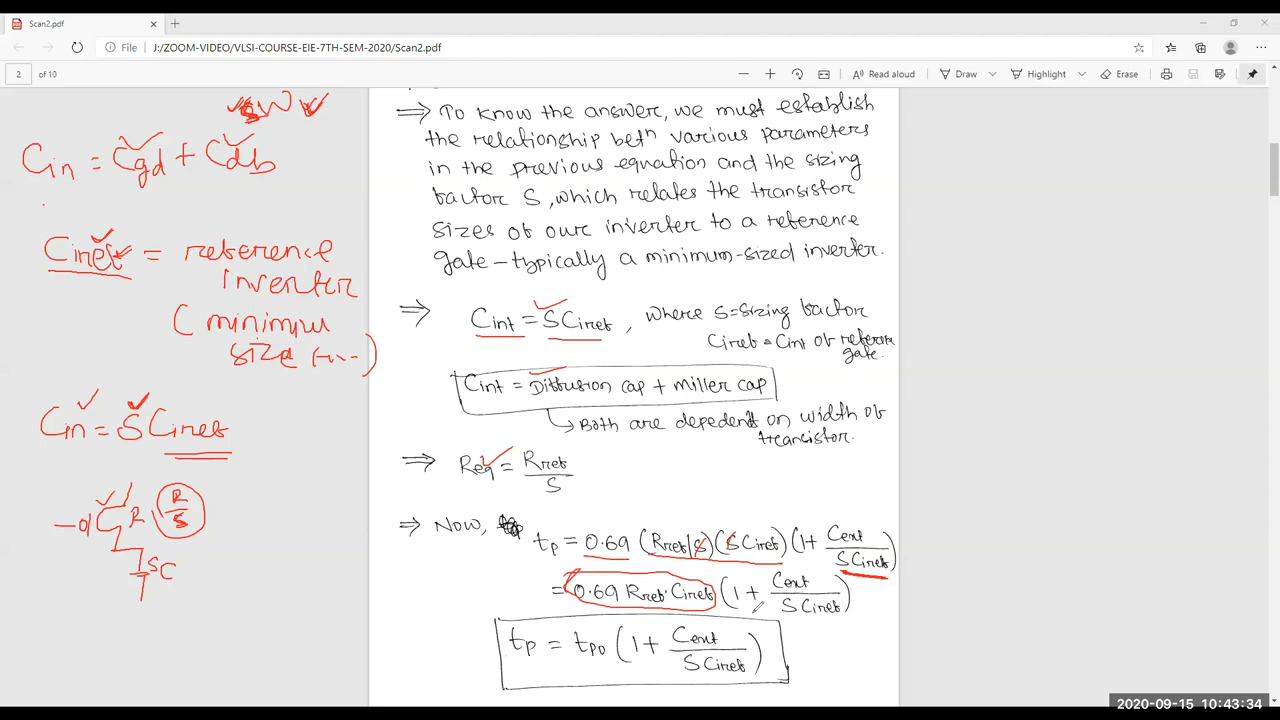 Scan2.pdf
File J:/ZOOM-VIDEO/VLSI-COURSE-EIE-7TH-SEM-2020/Scan2.pdf
2 of 10
Read aloud Draw Highlight Erase
W
Cin = Cgd + Cdb
Ciref = reference
inverter
( minimum
size
Cin = S Ciref
R R/S
SC
⇒ To know the answer, we must establish
the relationship betn various parameters
in the previous equation and the sizing
factor S, which relates the transistor
sizes of our inverter to a reference
gate – typically a minimum-sized inverter.
⇒ Cint = S Ciref, where S = sizing factor
Ciref = Cint of reference
gate.
Cint = Diffusion cap + miller cap
→ Both are depedent on width of
transistor.
⇒ Req = Rref / S
⇒ Now, tp = 0.69 (Rref/S) (S Ciref) (1 + Cext / S Ciref)
= 0.69 Rref. Ciref (1 + Cext / S Ciref)
tp = tp0 (1 + Cext / S Ciref)
2020-09-15 10:43:34